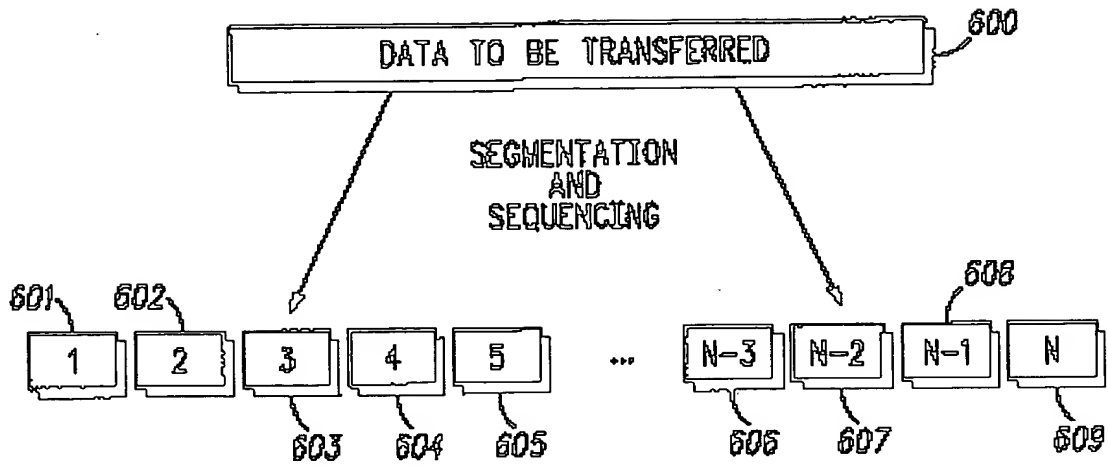 600
DATA TO BE TRANSFERRED
SEGMENTATION
AND
SEQUENCING
601 602 608
1 2 3 4 5 ... N-3 N-2 N-1 N
603 604 605 606 607 609